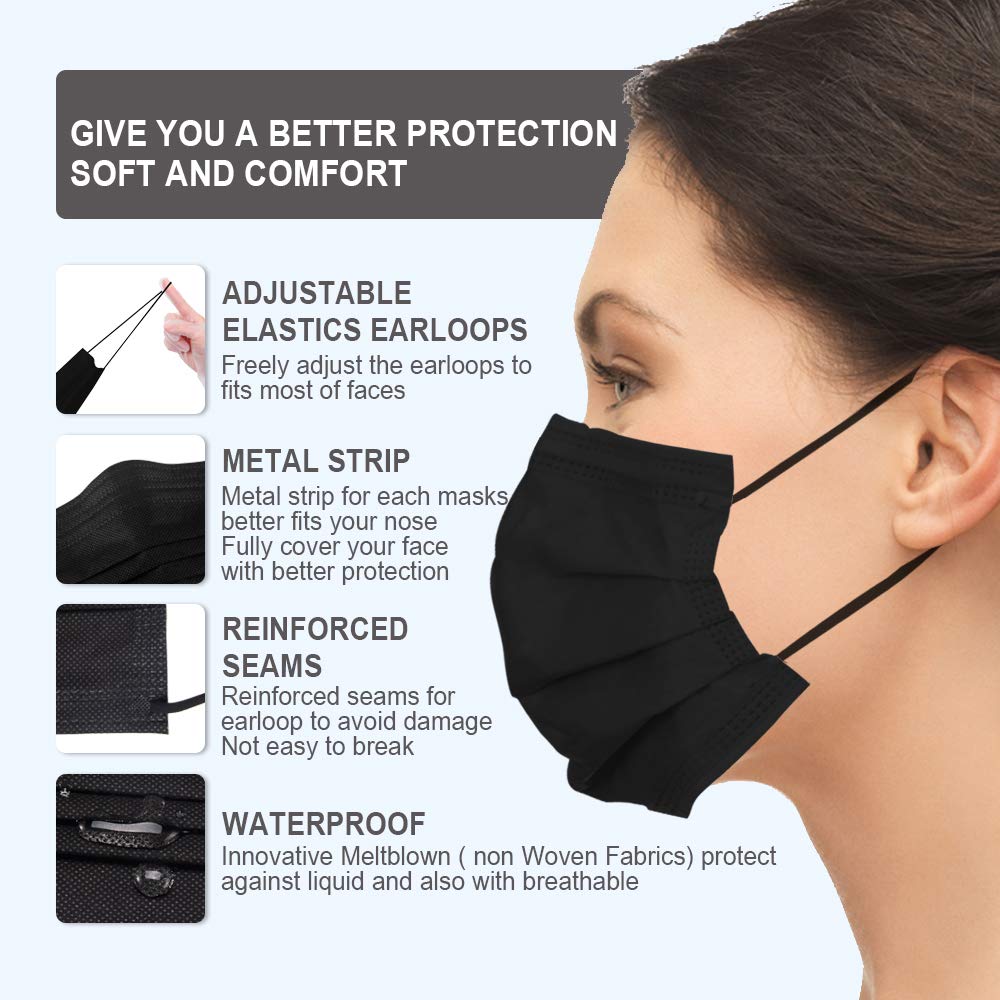 GIVE YOU A BETTER PROTECTION
SOFT AND COMFORT
ADJUSTABLE
ELASTICS EARLOOPS
Freely adjust the earloops to
fits most of faces
METAL STRIP
Metal strip for each masks
better fits your nose
Fully cover your face
with better protection
REINFORCED
SEAMS
Reinforced seams for
earloop to avoid damage
Not easy to break
WATERPROOF
Innovative Meltblown ( non Woven Fabrics) protect
against liquid and also with breathable